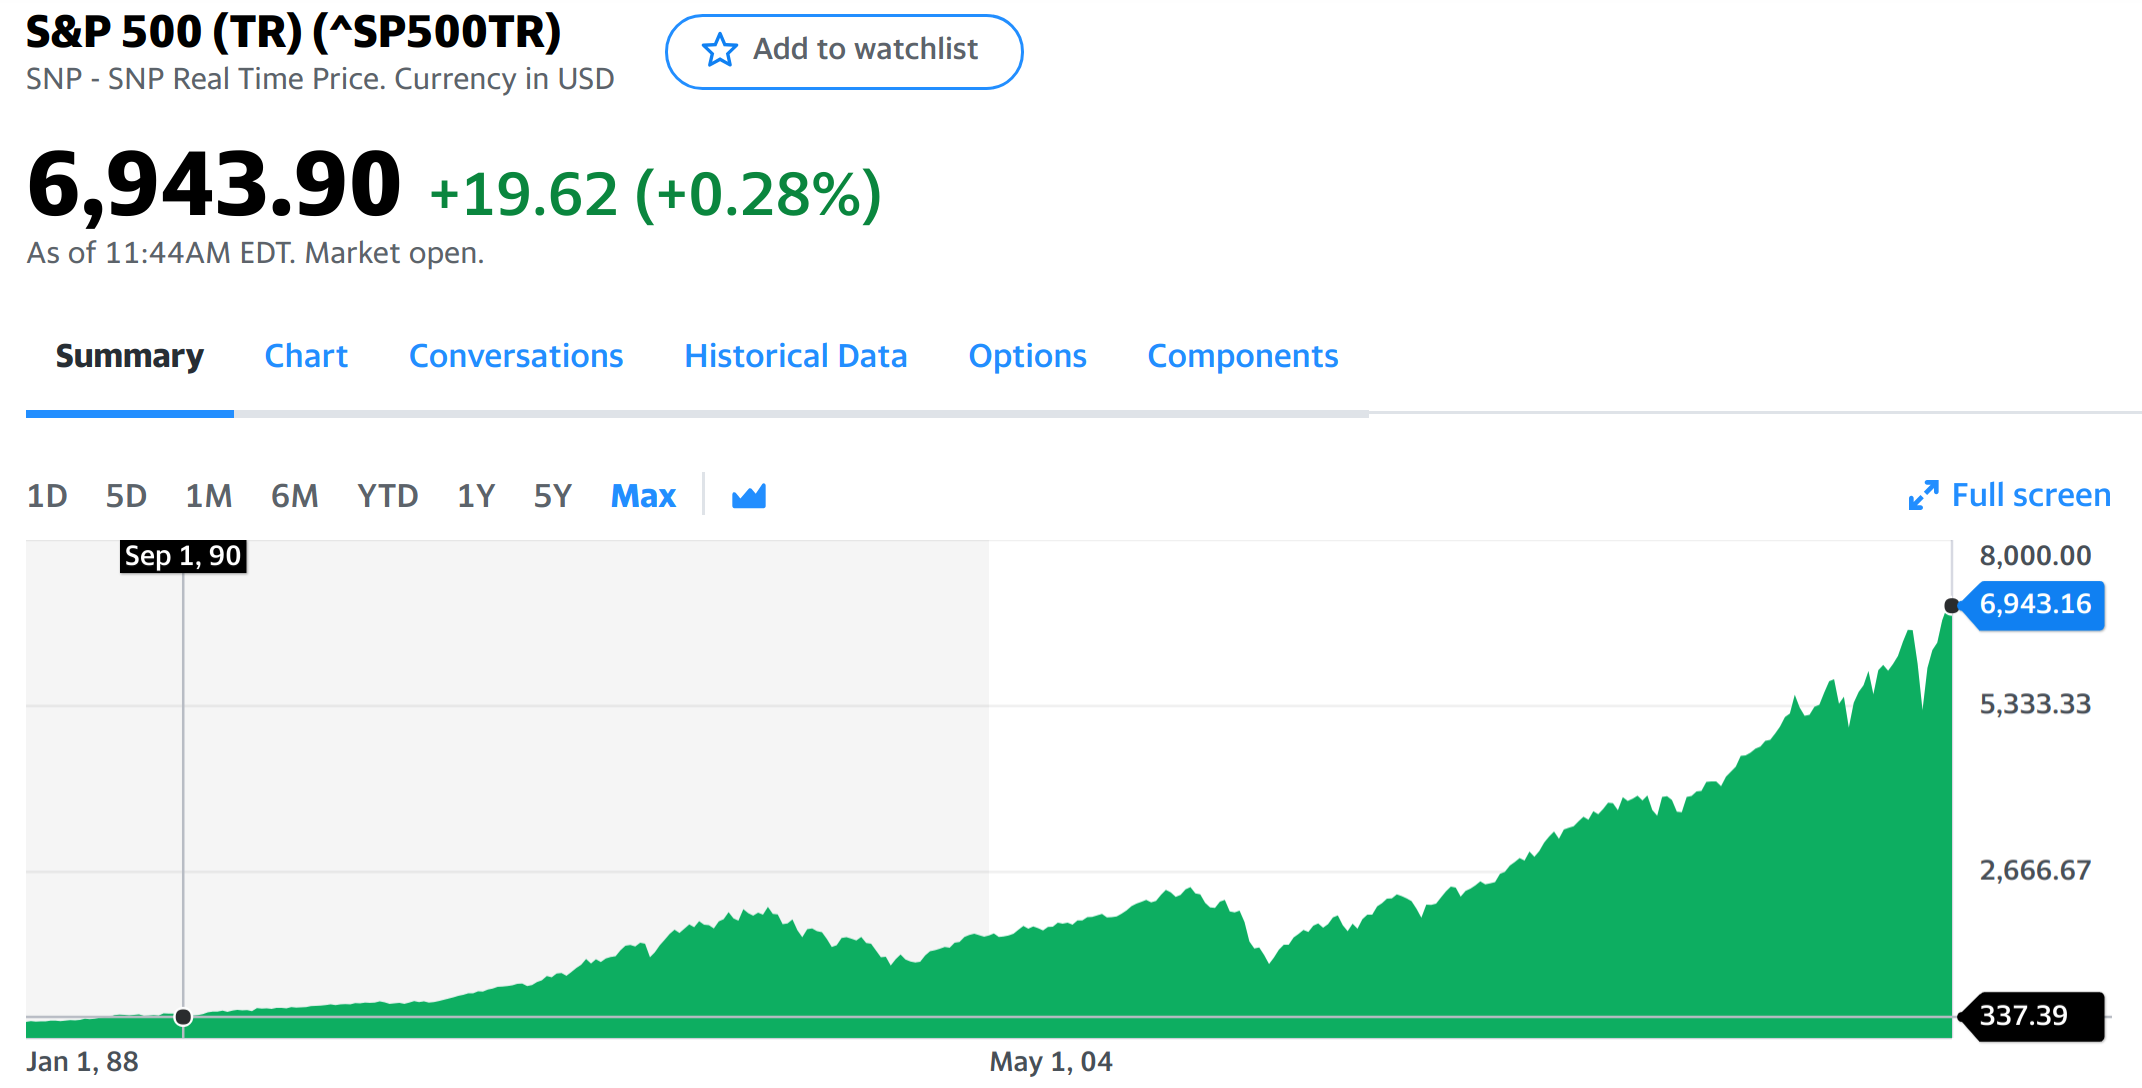 S&P 500 (TR) (^SP500TR)
SNP - SNP Real Time Price. Currency in USD
Add to watchlist
6,943.90 +19.62 (+0.28%)
As of 11:44AM EDT. Market open.
Summary Chart Conversations Historical Data Options Components
1D 5D 1M 6M YTD 1Y 5Y Max
Full screen
Sep 1, 90
8,000.00
6,943.16
5,333.33
2,666.67
337.39
Jan 1, 88
May 1, 04